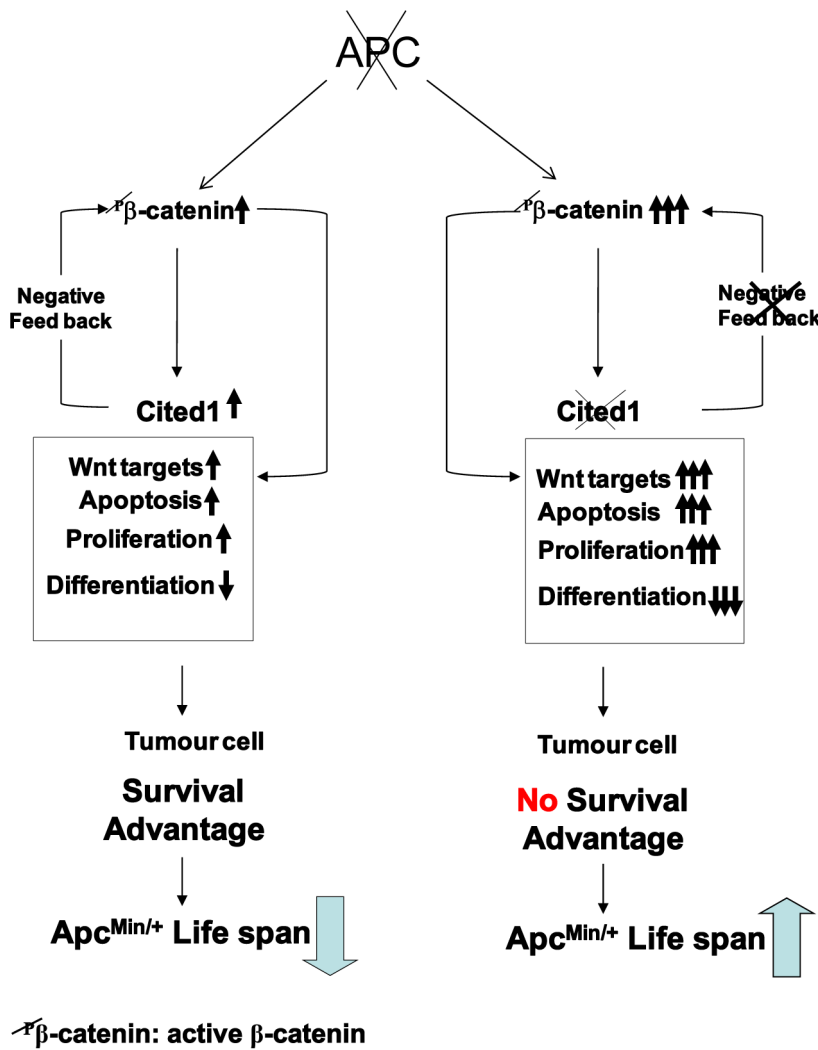 APC
Pβ-catenin
Negative
Feed back
Cited1
Wnt targets
Apoptosis
Proliferation
Differentiation
Tumour cell
Survival
Advantage
ApcMin/+ Life span
Pβ-catenin
Negative
Feed back
Cited1
Wnt targets
Apoptosis
Proliferation
Differentiation
Tumour cell
No Survival
Advantage
ApcMin/+ Life span
Pβ-catenin: active β-catenin